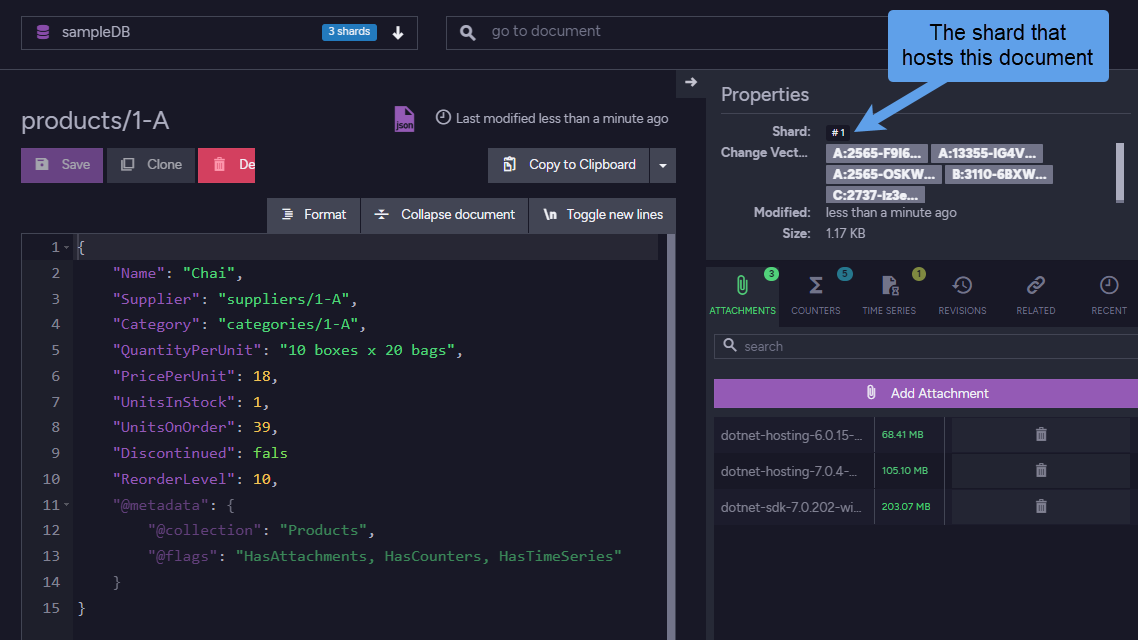 sampleDB
3 shards
go to document
The shard that
hosts this document
products/1-A
json
Last modified less than a minute ago
Save
Clone
De
Copy to Clipboard
Format
Collapse document
\n Toggle new lines
1 {
2 "Name": "Chai",
3 "Supplier": "suppliers/1-A",
4 "Category": "categories/1-A",
5 "QuantityPerUnit": "10 boxes x 20 bags",
6 "PricePerUnit": 18,
7 "UnitsInStock": 1,
8 "UnitsOnOrder": 39,
9 "Discontinued": fals
10 "ReorderLevel": 10,
11 "@metadata": {
12 "@collection": "Products",
13 "@flags": "HasAttachments, HasCounters, HasTimeSeries"
14 }
15 }
Properties
Shard: # 1
Change Vect... A:2565-F9I6... A:13355-IG4V...
A:2565-OSKW... B:3110-6BXW...
C:2737-Iz3e...
Modified: less than a minute ago
Size: 1.17 KB
3
5
1
ATTACHMENTS
COUNTERS
TIME SERIES
REVISIONS
RELATED
RECENT
search
Add Attachment
dotnet-hosting-6.0.15-... 68.41 MB
dotnet-hosting-7.0.4-... 105.10 MB
dotnet-sdk-7.0.202-wi... 203.07 MB